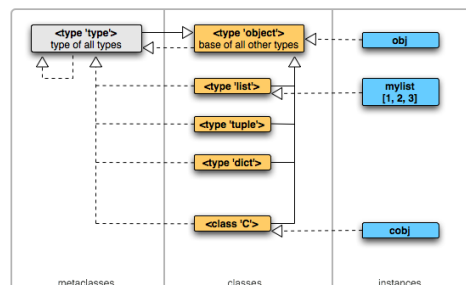 <type 'type'>
type of all types
<type 'object'>
base of all other types
obj
<type 'list'>
mylist
[1, 2, 3]
<type 'tuple'>
<type 'dict'>
<class 'C'>
cobj
metaclasses
classes
instances